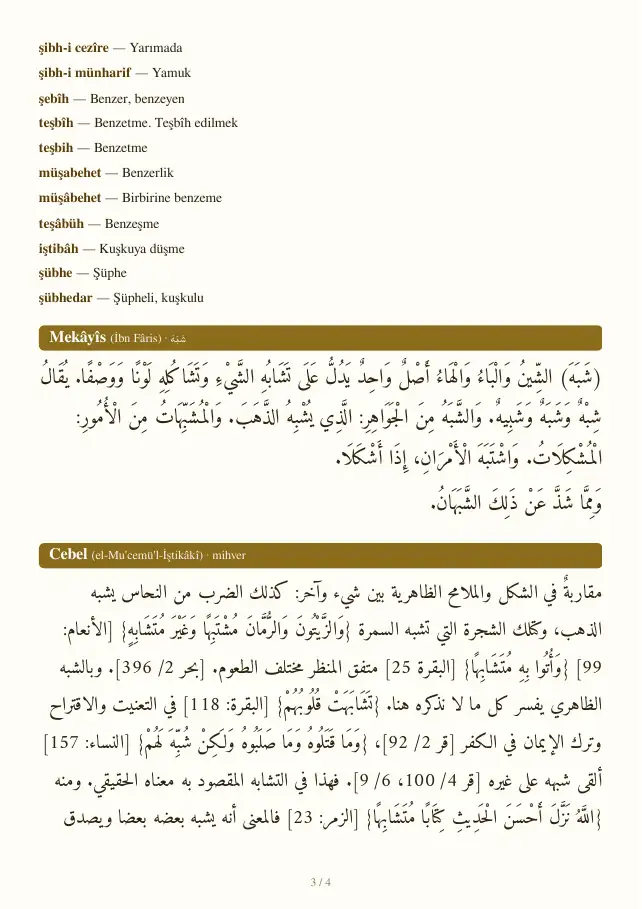 şibh-i cezîre — Yarımada
şibh-i münharif — Yamuk
şebîh — Benzer, benzeyen
teşbîh — Benzetme. Teşbîh edilmek
teşbih — Benzetme
müşabehet — Benzerlik
müşâbehet — Birbirine benzeme
teşâbüh — Benzeşme
iştibâh — Kuşkuya düşme
şübhe — Şüphe
şübhedar — Şüpheli, kuşkulu
Mekâyîs (İbn Fâris) · شَبَهَ
(شَبَهَ) الشِّينُ وَالْبَاءُ وَالْهَاءُ أَصْلٌ وَاحِدٌ يَدُلُّ عَلَى تَشَابُهِ الشَّيْءِ وَتَشَاكُلِهِ لَوْنًا وَوَصْفًا. يُقَالُ
شِبْهٌ وَشَبَهٌ وَشَبِيهٌ. وَالشَّبَهُ مِنَ الْجَوَاهِرِ: الَّذِي يُشْبِهُ الذَّهَبَ. وَالْمُشَبِّهَاتُ مِنَ الْأُمُورِ:
الْمُشْكِلَاتُ. وَاشْتَبَهَ الْأَمْرَانِ، إِذَا أَشْكَلَا.
وَمِمَّا شَذَّ عَنْ ذَلِكَ الشَّبَهَانُ.
Cebel (el-Mu'cemü'l-İştikâkî) · mihver
مقاربةٌ في الشكل والملامح الظاهرية بين شيء وآخر: كذلك الضرب من النحاس يشبه
الذهب، وكتلك الشجرة التي تشبه السمرة {وَالزَّيْتُونَ وَالرُّمَّانَ مُشْتَبِهًا وَغَيْرَ مُتَشَابِهٍ} [الأنعام:
99] {وَأُتُوا بِهِ مُتَشَابِهًا} [البقرة 25] متفق المنظر مختلف الطعوم. [بحر 2/ 396]. وبالشبه
الظاهري يفسر كل ما لا نذكره هنا. {تَشَابَهَتْ قُلُوبُهُمْ} [البقرة: 118] في التعنيت والاقتراح
وترك الإيمان في الكفر [قر 2/ 92]، {وَمَا قَتَلُوهُ وَمَا صَلَبُوهُ وَلَكِنْ شُبِّهَ لَهُمْ} [النساء: 157]
ألقى شبهه على غيره [قر 4/ 100، 6/ 9]. فهذا في التشابه المقصود به معناه الحقيقي. ومنه
{اللَّهُ نَزَّلَ أَحْسَنَ الْحَدِيثِ كِتَابًا مُتَشَابِهًا} [الزمر: 23] فالمعنى أنه يشبه بعضه بعضا ويصدق
3 / 4